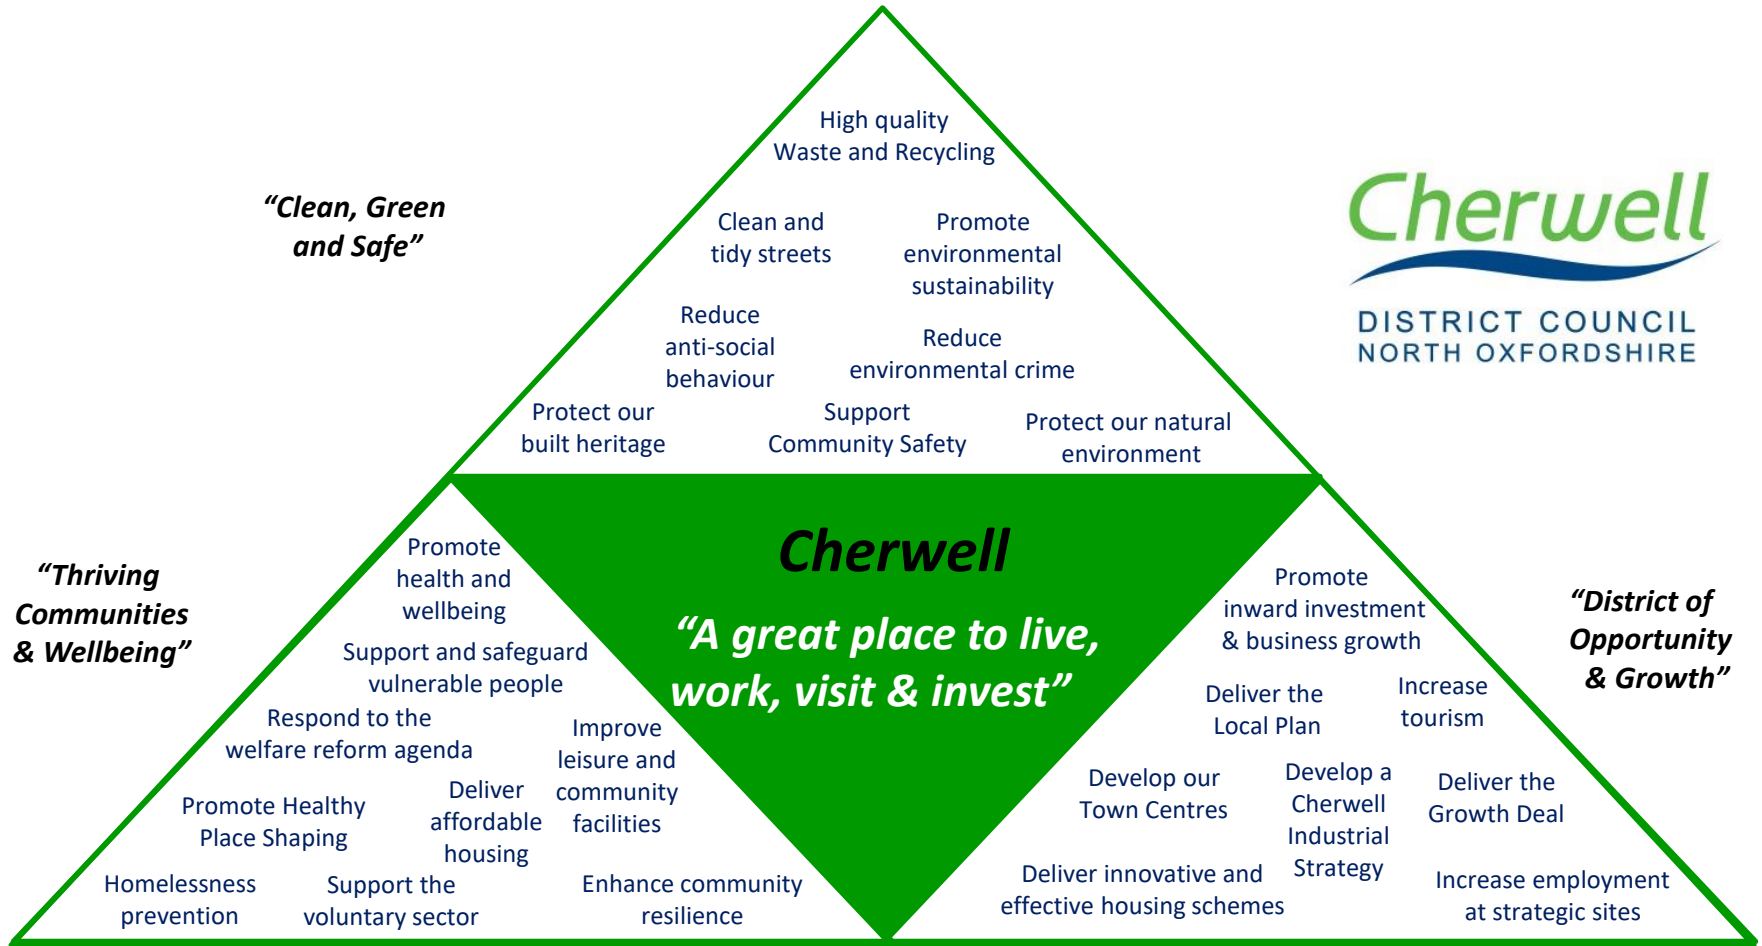 High quality
Waste and Recycling
“Clean, Green
and Safe”
Clean and
tidy streets
Promote
environmental
sustainability
Reduce
anti-social
behaviour
Reduce
environmental crime
Protect our
built heritage
Support
Community Safety
Protect our natural
environment
Cherwell
DISTRICT COUNCIL
NORTH OXFORDSHIRE
“Thriving
Communities
& Wellbeing”
Promote
health and
wellbeing
Support and safeguard
vulnerable people
Respond to the
welfare reform agenda
Improve
leisure and
community
facilities
Promote Healthy
Place Shaping
Deliver
affordable
housing
Homelessness
prevention
Support the
voluntary sector
Enhance community
resilience
Cherwell
“A great place to live,
work, visit & invest”
Promote
inward investment
& business growth
“District of
Opportunity
& Growth”
Deliver the
Local Plan
Increase
tourism
Develop our
Town Centres
Develop a
Cherwell
Industrial
Strategy
Deliver the
Growth Deal
Deliver innovative and
effective housing schemes
Increase employment
at strategic sites